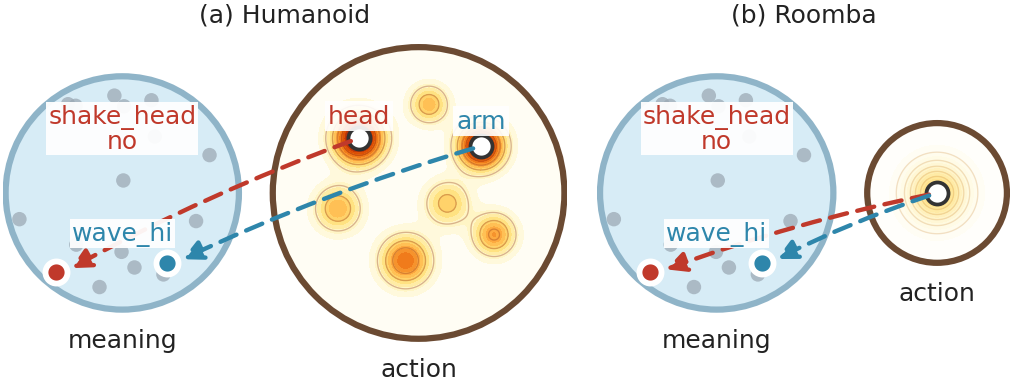 (a) Humanoid
shake_head
no
wave_hi
meaning
head
arm
action
(b) Roomba
shake_head
no
wave_hi
meaning
action